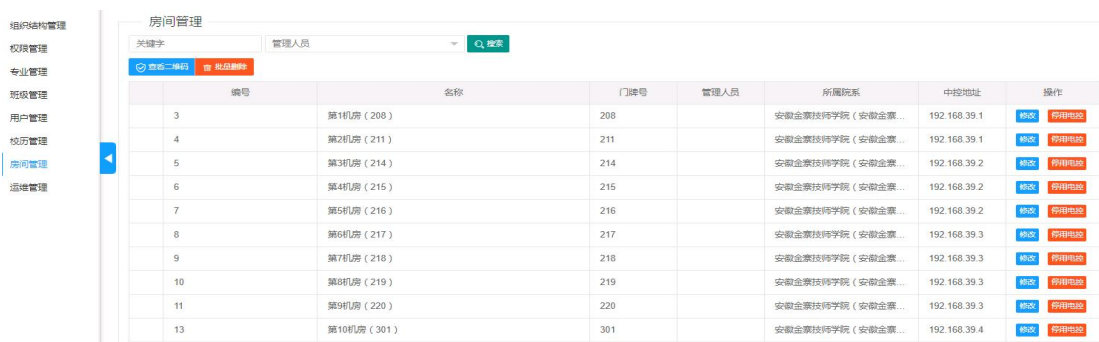 组织结构管理
权限管理
专业管理
班级管理
用户管理
校历管理
房间管理
运维管理
房间管理
关键字 管理人员 搜索
查看二维码 批量删除
编号 名称 门牌号 管理人员 所属院系 中控地址 操作
3 第1机房（208） 208 安徽金寨技师学院（安徽金寨... 192.168.39.1 修改 停用电控
4 第2机房（211） 211 安徽金寨技师学院（安徽金寨... 192.168.39.1 修改 停用电控
5 第3机房（214） 214 安徽金寨技师学院（安徽金寨... 192.168.39.2 修改 停用电控
6 第4机房（215） 215 安徽金寨技师学院（安徽金寨... 192.168.39.2 修改 停用电控
7 第5机房（216） 216 安徽金寨技师学院（安徽金寨... 192.168.39.2 修改 停用电控
8 第6机房（217） 217 安徽金寨技师学院（安徽金寨... 192.168.39.3 修改 停用电控
9 第7机房（218） 218 安徽金寨技师学院（安徽金寨... 192.168.39.3 修改 停用电控
10 第8机房（219） 219 安徽金寨技师学院（安徽金寨... 192.168.39.3 修改 停用电控
11 第9机房（220） 220 安徽金寨技师学院（安徽金寨... 192.168.39.3 修改 停用电控
13 第10机房（301） 301 安徽金寨技师学院（安徽金寨... 192.168.39.4 修改 停用电控